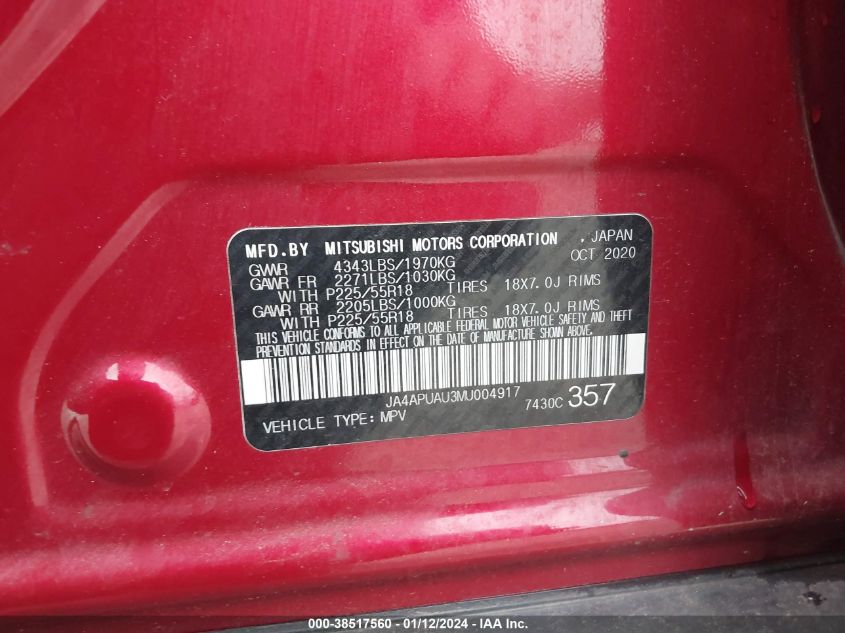 MFD.BY MITSUBISHI MOTORS CORPORATION , JAPAN
GVWR 4343LBS/1970KG OCT 2020
GAWR FR 2271LBS/1030KG
WITH P225/55R18 TIRES 18X7.0J RIMS
GAWR RR 2205LBS/1000KG
WITH P225/55R18 TIRES 18X7.0J RIMS
THIS VEHICLE CONFORMS TO ALL APPLICABLE FEDERAL MOTOR VEHICLE SAFETY AND THEFT
PREVENTION STANDARDS IN EFFECT ON THE DATE OF MANUFACTURE SHOWN ABOVE.
JA4APUAU3MU004917
VEHICLE TYPE: MPV 7430C 357
000-38517560 - 01/12/2024 - IAAI.COM